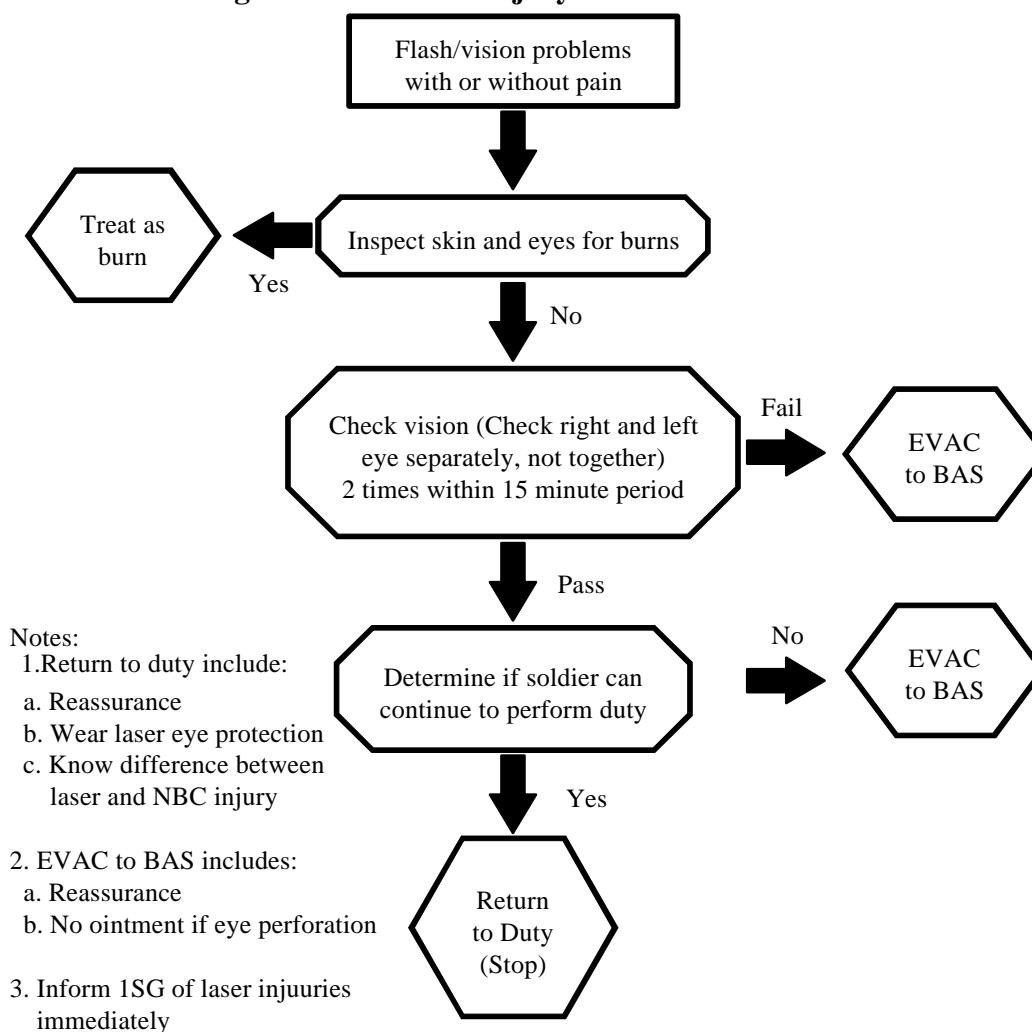 Flash/vision problems
with or without pain
Treat as
burn
Yes
Inspect skin and eyes for burns
No
Check vision (Check right and left
eye separately, not together)
2 times within 15 minute period
Fail
EVAC
to BAS
Pass
Determine if soldier can
continue to perform duty
No
EVAC
to BAS
Yes
Return
to Duty
(Stop)
Notes:
1.Return to duty include:
a. Reassurance
b. Wear laser eye protection
c. Know difference between
laser and NBC injury
2. EVAC to BAS includes:
a. Reassurance
b. No ointment if eye perforation
3. Inform 1SG of laser injuuries
immediately